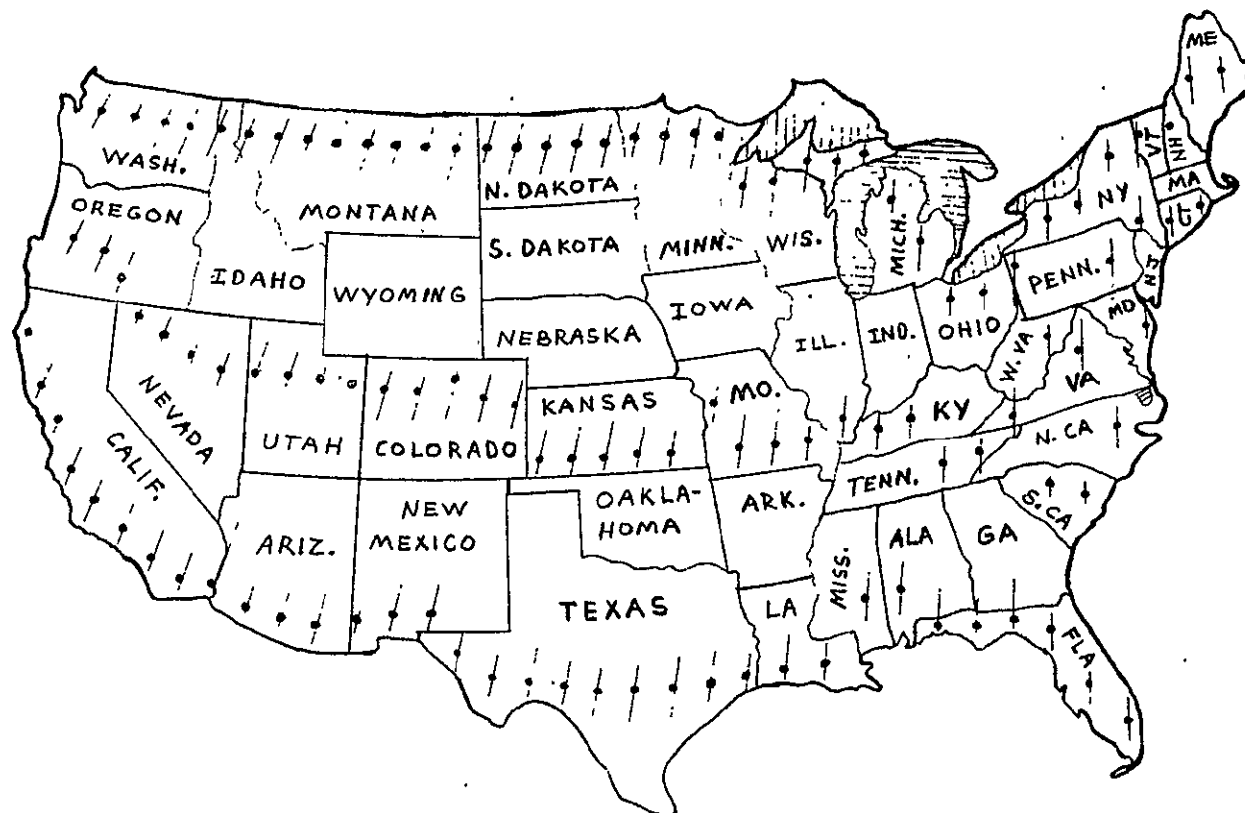 ME
WASH.
VT
NH
MA
NY
CT
N. DAKOTA
OREGON
MONTANA
MICH.
S. DAKOTA
MINN.
WIS.
PENN.
N J
IDAHO
WYOMING
IOWA
MD
NEBRASKA
ILL.
IND.
OHIO
W. VA
VA
NEVADA
MO.
KY
KANSAS
UTAH
COLORADO
N. CA
CALIF.
TENN.
S. CA
OAKLA-
HOMA
ARK.
NEW
MEXICO
ARIZ.
MISS.
ALA
GA
TEXAS
LA
FLA